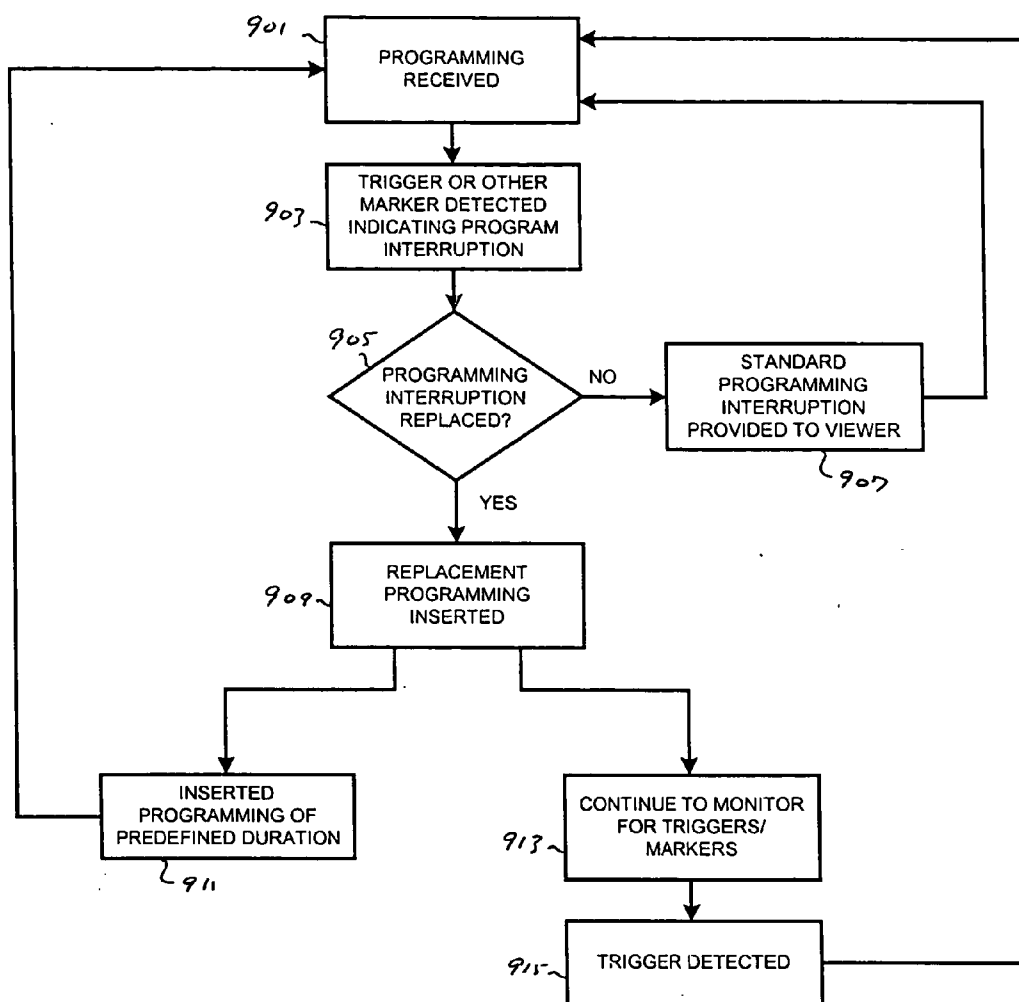 901
PROGRAMMING
RECEIVED
903
TRIGGER OR OTHER
MARKER DETECTED
INDICATING PROGRAM
INTERRUPTION
905
PROGRAMMING
INTERRUPTION
REPLACED?
NO
STANDARD
PROGRAMMING
INTERRUPTION
PROVIDED TO VIEWER
907
YES
909
REPLACEMENT
PROGRAMMING
INSERTED
INSERTED
PROGRAMMING OF
PREDEFINED DURATION
911
CONTINUE TO MONITOR
FOR TRIGGERS/
MARKERS
913
915
TRIGGER DETECTED